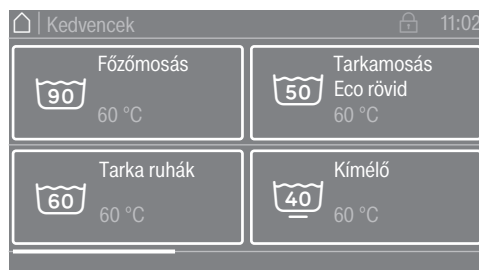 Kedvencek 11:02
Főzőmosás
90
60 °C
Tarkamosás
Eco rövid
50
60 °C
Tarka ruhák
60
60 °C
Kímélő
40
60 °C